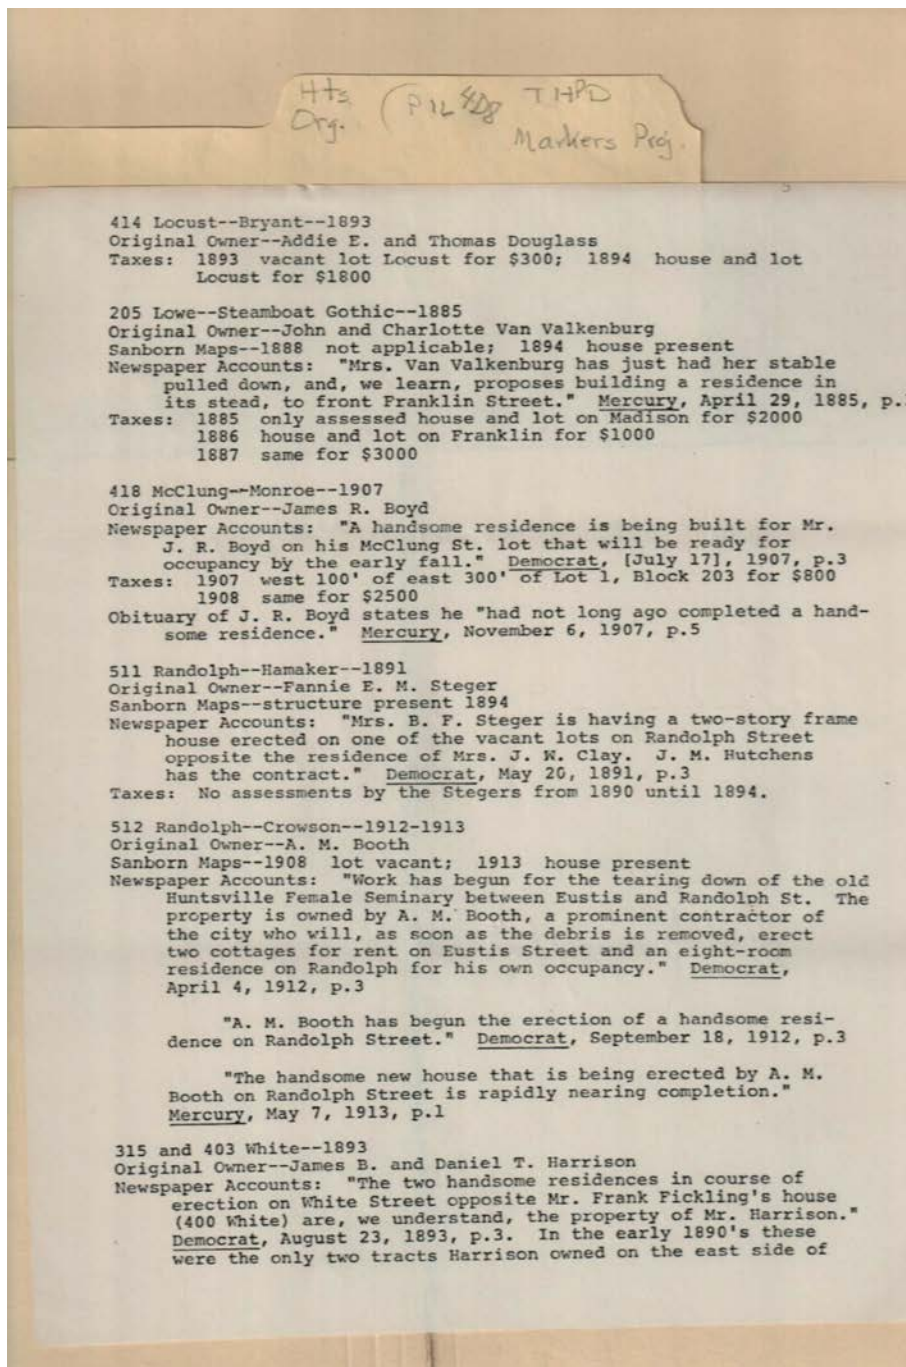 Hts. (PIL 4D8 THPD
Org. Markers Proj.
414 Locust--Bryant--1893
Original Owner--Addie E. and Thomas Douglass
Taxes: 1893 vacant lot Locust for $300; 1894 house and lot
Locust for $1800
205 Lowe--Steamboat Gothic--1885
Original Owner--John and Charlotte Van Valkenburg
Sanborn Maps--1888 not applicable; 1894 house present
Newspaper Accounts: "Mrs. Van Valkenburg has just had her stable
pulled down, and, we learn, proposes building a residence in
its stead, to front Franklin Street." Mercury, April 29, 1885, p.
Taxes: 1885 only assessed house and lot on Madison for $2000
1886 house and lot on Franklin for $1000
1887 same for $3000
418 McClung--Monroe--1907
Original Owner--James R. Boyd
Newspaper Accounts: "A handsome residence is being built for Mr.
J. R. Boyd on his McClung St. lot that will be ready for
occupancy by the early fall." Democrat, [July 17], 1907, p.3
Taxes: 1907 west 100' of east 300' of Lot 1, Block 203 for $800
1908 same for $2500
Obituary of J. R. Boyd states he "had not long ago completed a hand-
some residence." Mercury, November 6, 1907, p.5
511 Randolph--Hamaker--1891
Original Owner--Fannie E. M. Steger
Sanborn Maps--structure present 1894
Newspaper Accounts: "Mrs. B. F. Steger is having a two-story frame
house erected on one of the vacant lots on Randolph Street
opposite the residence of Mrs. J. W. Clay. J. M. Hutchens
has the contract." Democrat, May 20, 1891, p.3
Taxes: No assessments by the Stegers from 1890 until 1894.
512 Randolph--Crowson--1912-1913
Original Owner--A. M. Booth
Sanborn Maps--1908 lot vacant; 1913 house present
Newspaper Accounts: "Work has begun for the tearing down of the old
Huntsville Female Seminary between Eustis and Randolph St. The
property is owned by A. M. Booth, a prominent contractor of
the city who will, as soon as the debris is removed, erect
two cottages for rent on Eustis Street and an eight-room
residence on Randolph for his own occupancy." Democrat,
April 4, 1912, p.3
"A. M. Booth has begun the erection of a handsome resi-
dence on Randolph Street." Democrat, September 18, 1912, p.3
"The handsome new house that is being erected by A. M.
Booth on Randolph Street is rapidly nearing completion."
Mercury, May 7, 1913, p.1
315 and 403 White--1893
Original Owner--James B. and Daniel T. Harrison
Newspaper Accounts: "The two handsome residences in course of
erection on White Street opposite Mr. Frank Fickling's house
(400 White) are, we understand, the property of Mr. Harrison."
Democrat, August 23, 1893, p.3. In the early 1890's these
were the only two tracts Harrison owned on the east side of